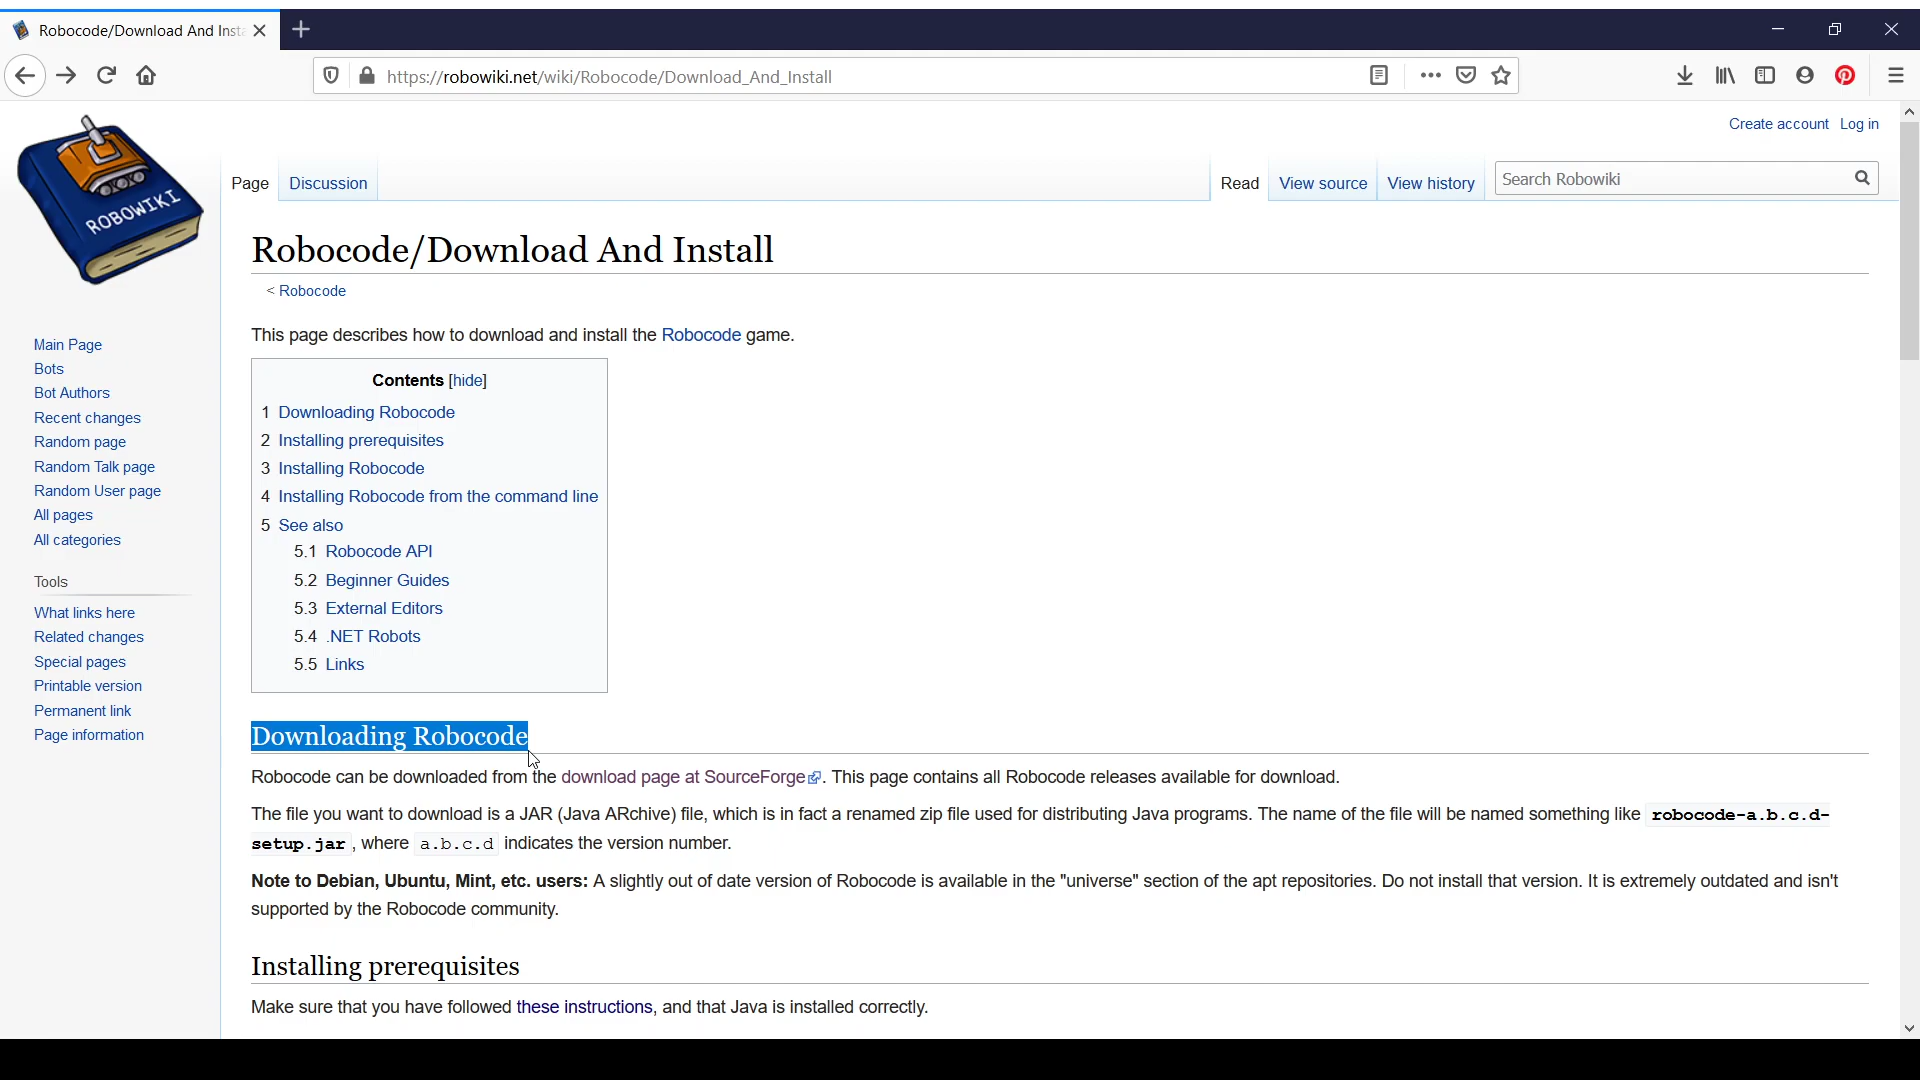 Robocode/Download And Insta
https://robowiki.net/wiki/Robocode/Download_And_Install
ROBOWIKI
Create account Log in
Page Discussion Read View source View history Search Robowiki
Robocode/Download And Install
< Robocode
This page describes how to download and install the Robocode game.
Contents [hide]
1 Downloading Robocode
2 Installing prerequisites
3 Installing Robocode
4 Installing Robocode from the command line
5 See also
5.1 Robocode API
5.2 Beginner Guides
5.3 External Editors
5.4 .NET Robots
5.5 Links
Main Page
Bots
Bot Authors
Recent changes
Random page
Random Talk page
Random User page
All pages
All categories
Tools
What links here
Related changes
Special pages
Printable version
Permanent link
Page information
Downloading Robocode
Robocode can be downloaded from the download page at SourceForge. This page contains all Robocode releases available for download.
The file you want to download is a JAR (Java ARchive) file, which is in fact a renamed zip file used for distributing Java programs. The name of the file will be named something like robocode-a.b.c.d-
setup.jar, where a.b.c.d indicates the version number.
Note to Debian, Ubuntu, Mint, etc. users: A slightly out of date version of Robocode is available in the "universe" section of the apt repositories. Do not install that version. It is extremely outdated and isn't
supported by the Robocode community.
Installing prerequisites
Make sure that you have followed these instructions, and that Java is installed correctly.